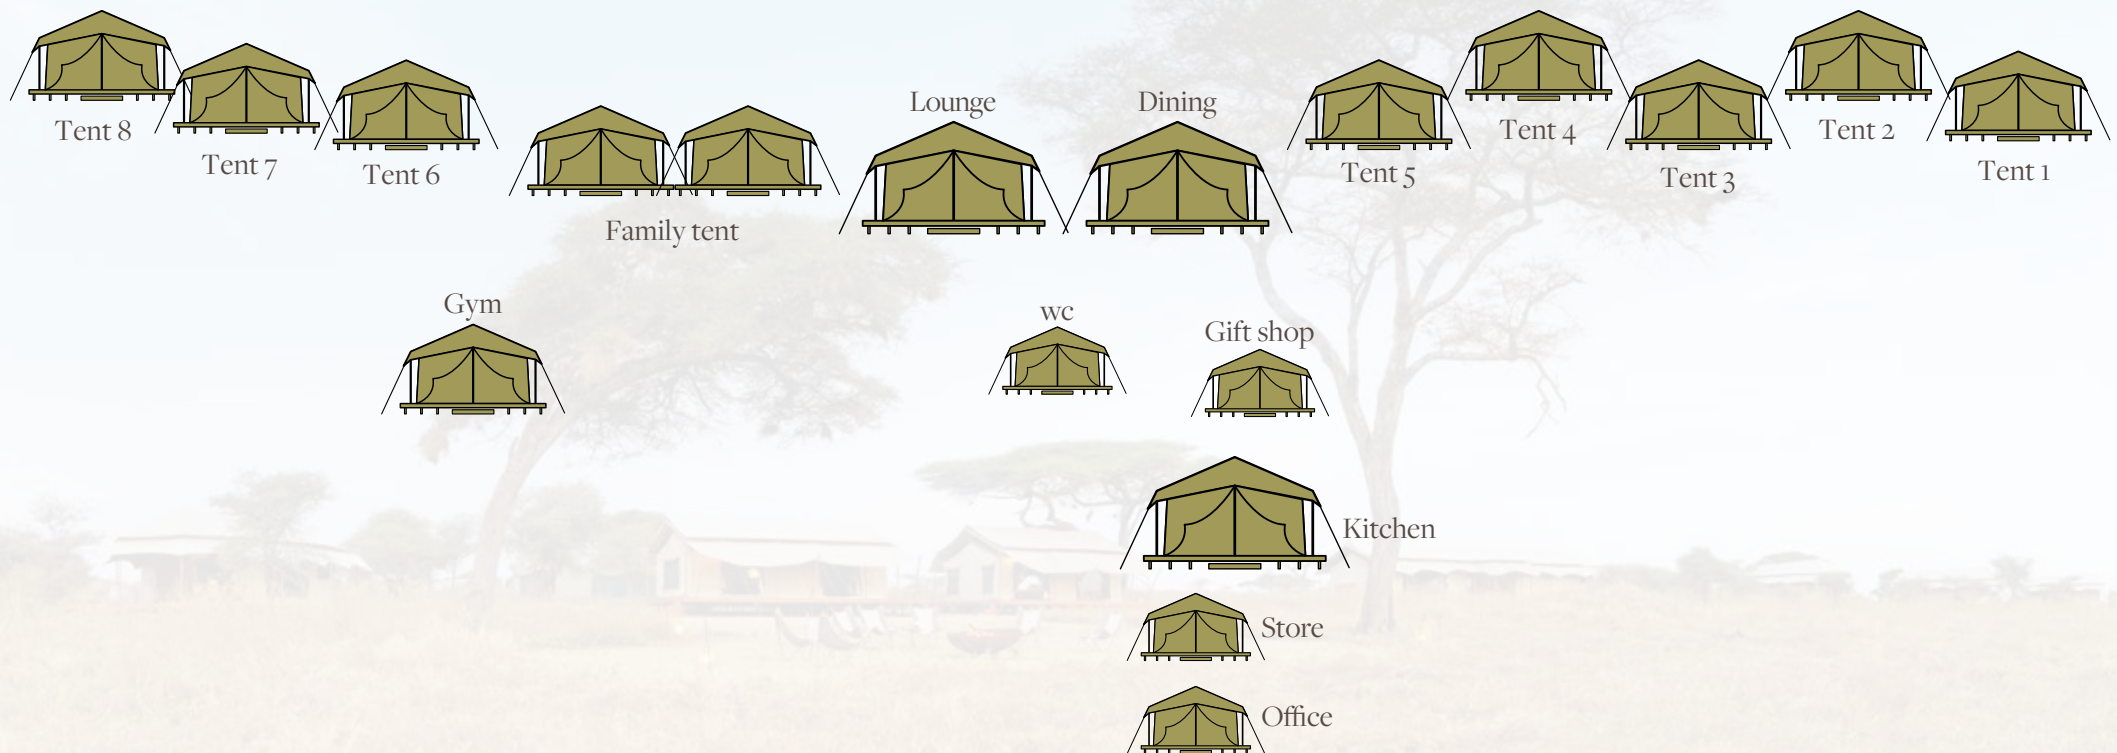 Tent 8
Tent 7
Tent 6
Family tent
Lounge
Dining
Tent 5
Tent 4
Tent 3
Tent 2
Tent 1
Gym
wc
Gift shop
Kitchen
Store
Office